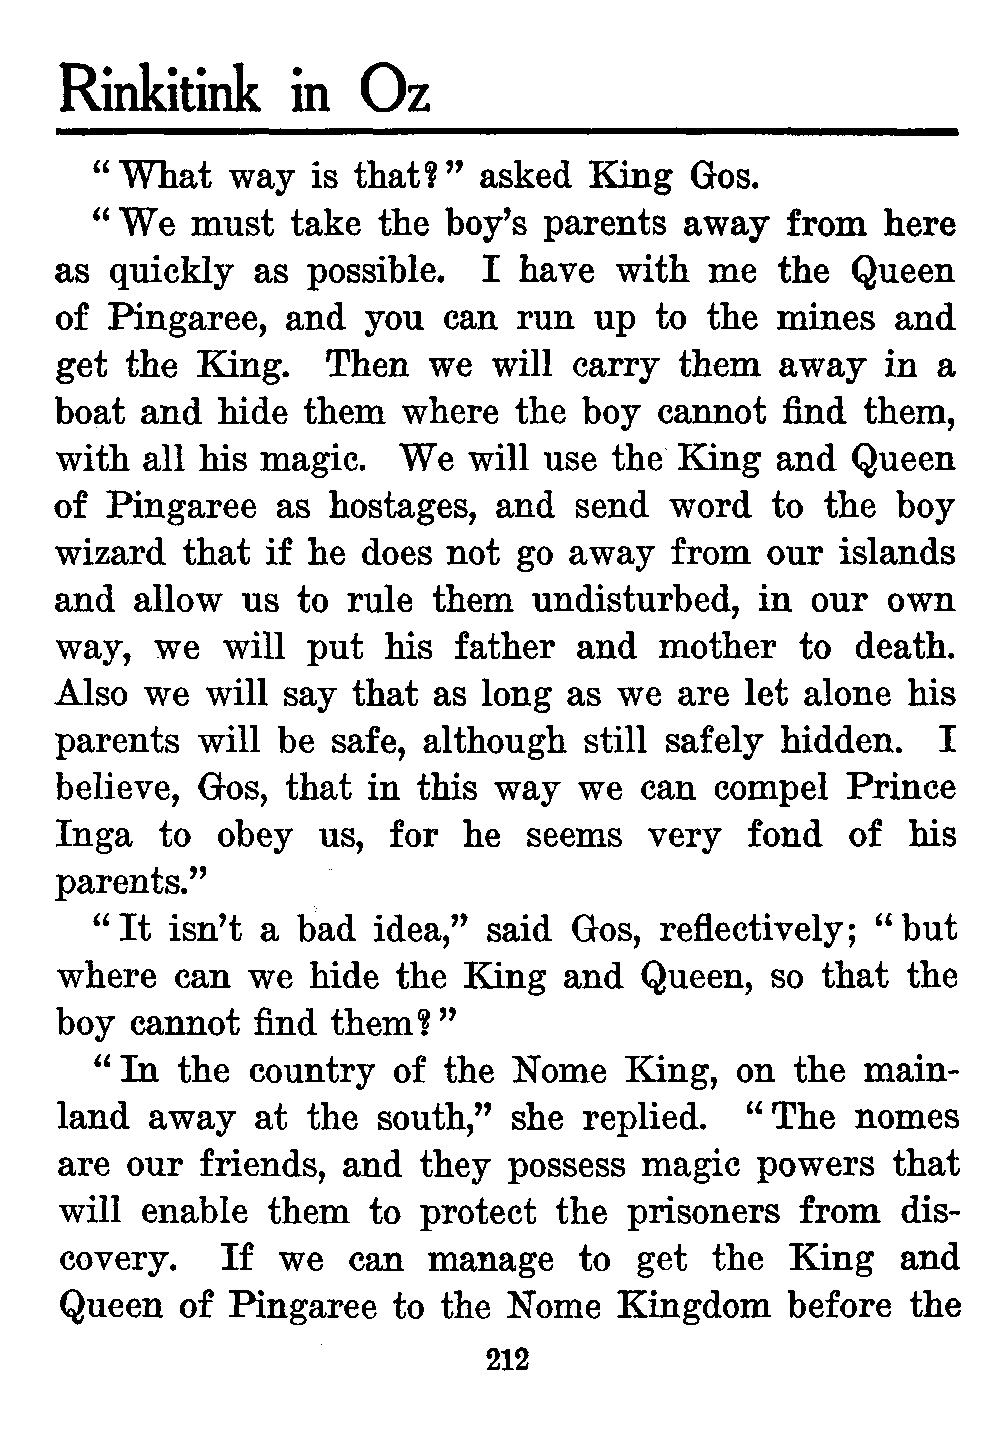 Rinkitink in Oz
“What way is that?” asked King Gos.
“We must take the boy’s parents away from here
as quickly as possible. I have with me the Queen
of Pingaree, and you can run up to the mines and
get the King. Then we will carry them away in a
boat and hide them where the boy cannot find them,
with all his magic. We will use the King and Queen
of Pingaree as hostages, and send word to the boy
wizard that if he does not go away from our islands
and allow us to rule them undisturbed, in our own
way, we will put his father and mother to death.
Also we will say that as long as we are let alone his
parents will be safe, although still safely hidden. I
believe, Gos, that in this way we can compel Prince
Inga to obey us, for he seems very fond of his
parents.”
“It isn’t a bad idea,” said Gos, reflectively; “but
where can we hide the King and Queen, so that the
boy cannot find them?”
“In the country of the Nome King, on the main-
land away at the south,” she replied. “The nomes
are our friends, and they possess magic powers that
will enable them to protect the prisoners from dis-
covery. If we can manage to get the King and
Queen of Pingaree to the Nome Kingdom before the
212